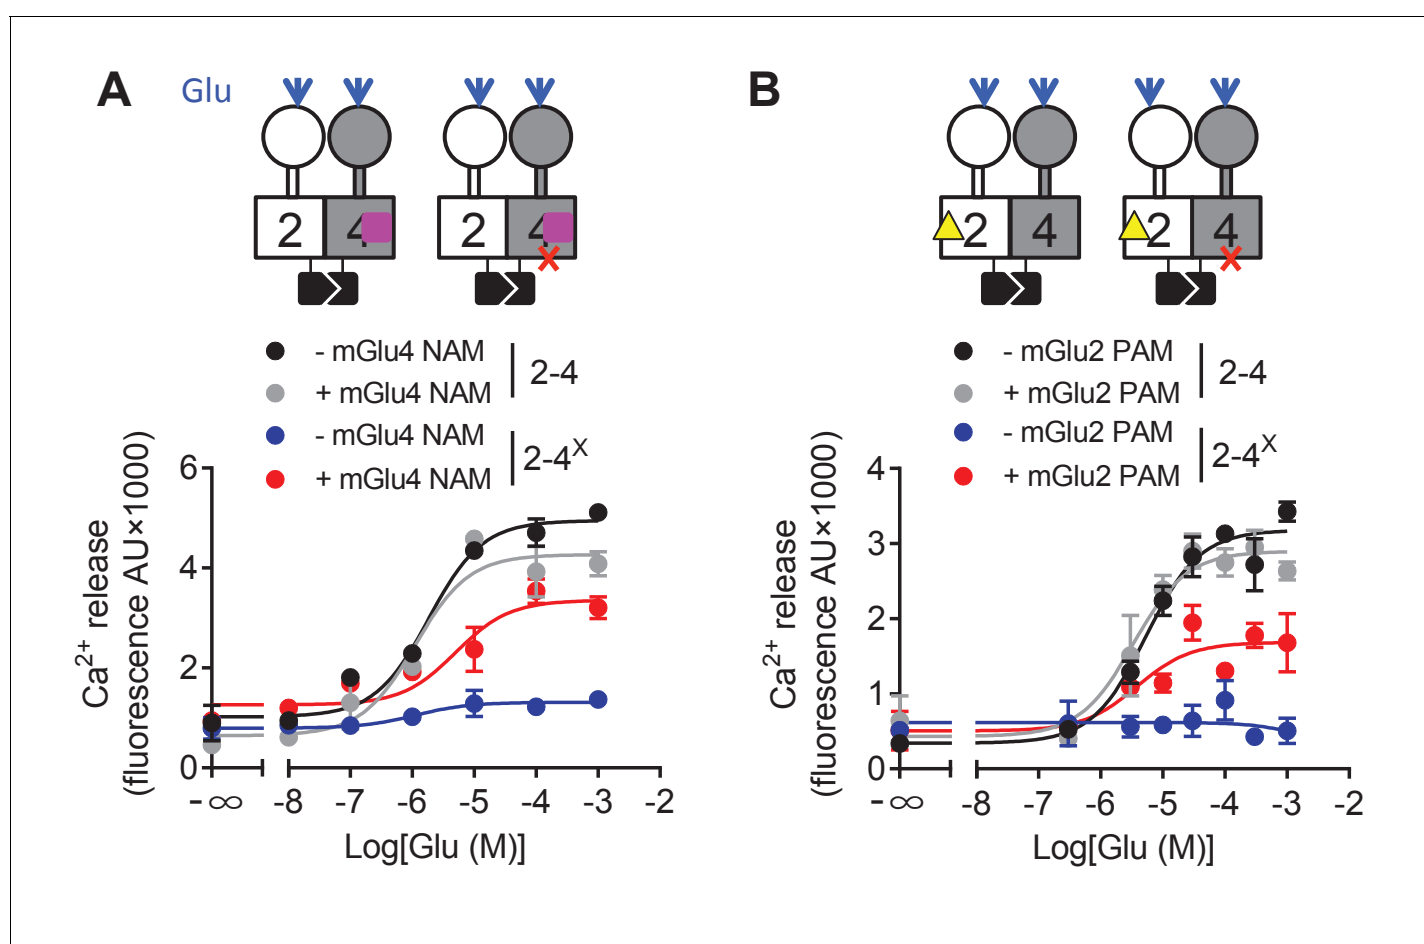 A
Glu
2 4
2 4
- mGlu4 NAM
+ mGlu4 NAM
2-4
- mGlu4 NAM
+ mGlu4 NAM
2-4X
Ca2+ release
(fluorescence AU×1000)
6
4
2
0
-∞ -8 -7 -6 -5 -4 -3 -2
Log[Glu (M)]
B
2 4
2 4
- mGlu2 PAM
+ mGlu2 PAM
2-4
- mGlu2 PAM
+ mGlu2 PAM
2-4X
Ca2+ release
(fluorescence AU×1000)
4
3
2
1
0
-∞ -8 -7 -6 -5 -4 -3 -2
Log[Glu (M)]